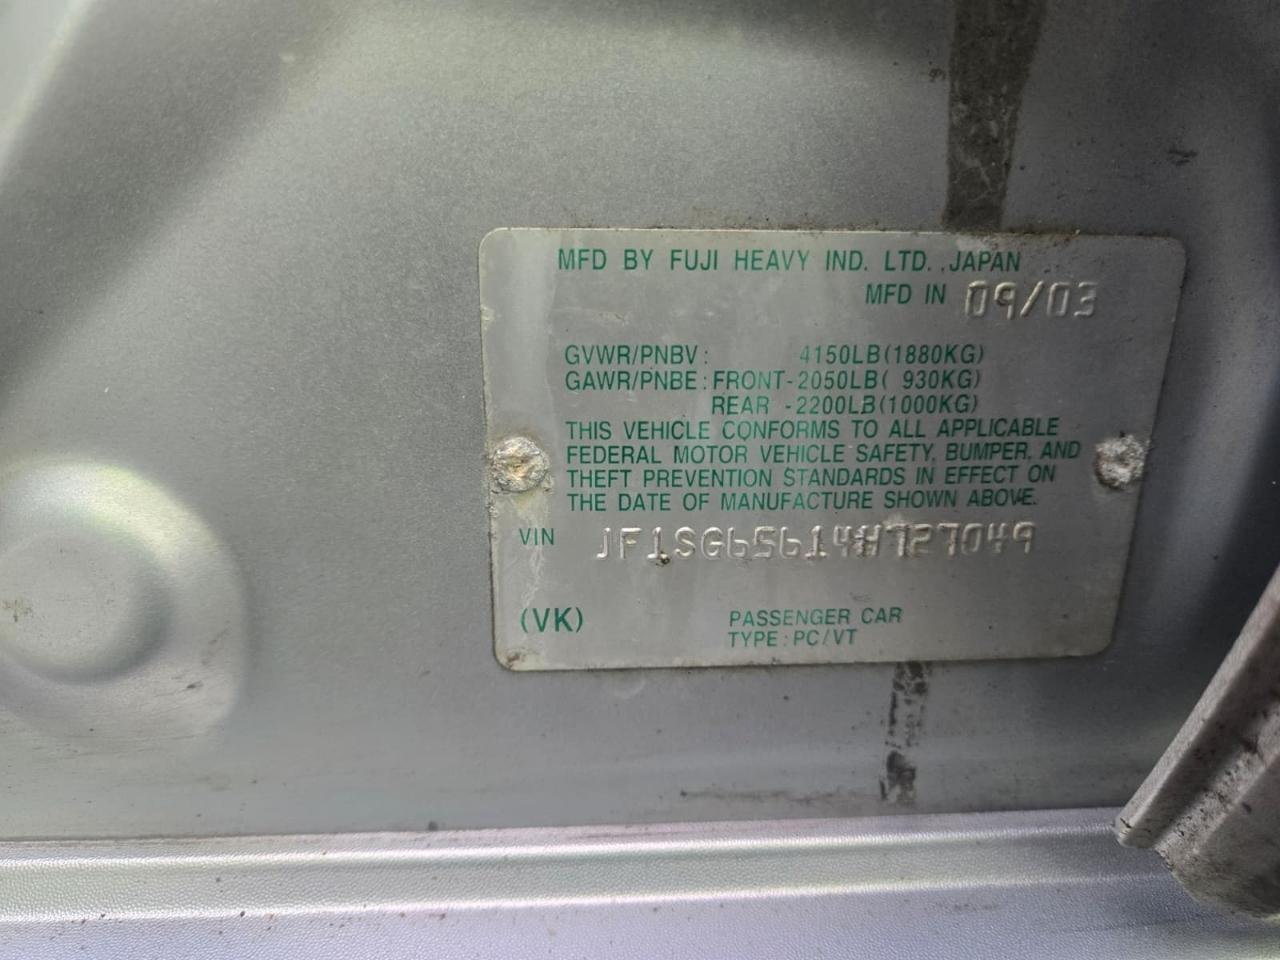 MFD BY FUJI HEAVY IND. LTD. JAPAN
MFD IN 09/03
GVWR/PNBV: 4150LB(1880KG)
GAWR/PNBE: FRONT-2050LB( 930KG)
REAR -2200LB(1000KG)
THIS VEHICLE CONFORMS TO ALL APPLICABLE
FEDERAL MOTOR VEHICLE SAFETY, BUMPER, AND
THEFT PREVENTION STANDARDS IN EFFECT ON
THE DATE OF MANUFACTURE SHOWN ABOVE.
VIN JF1SG65614H727049
(VK) PASSENGER CAR
TYPE: PC/VT